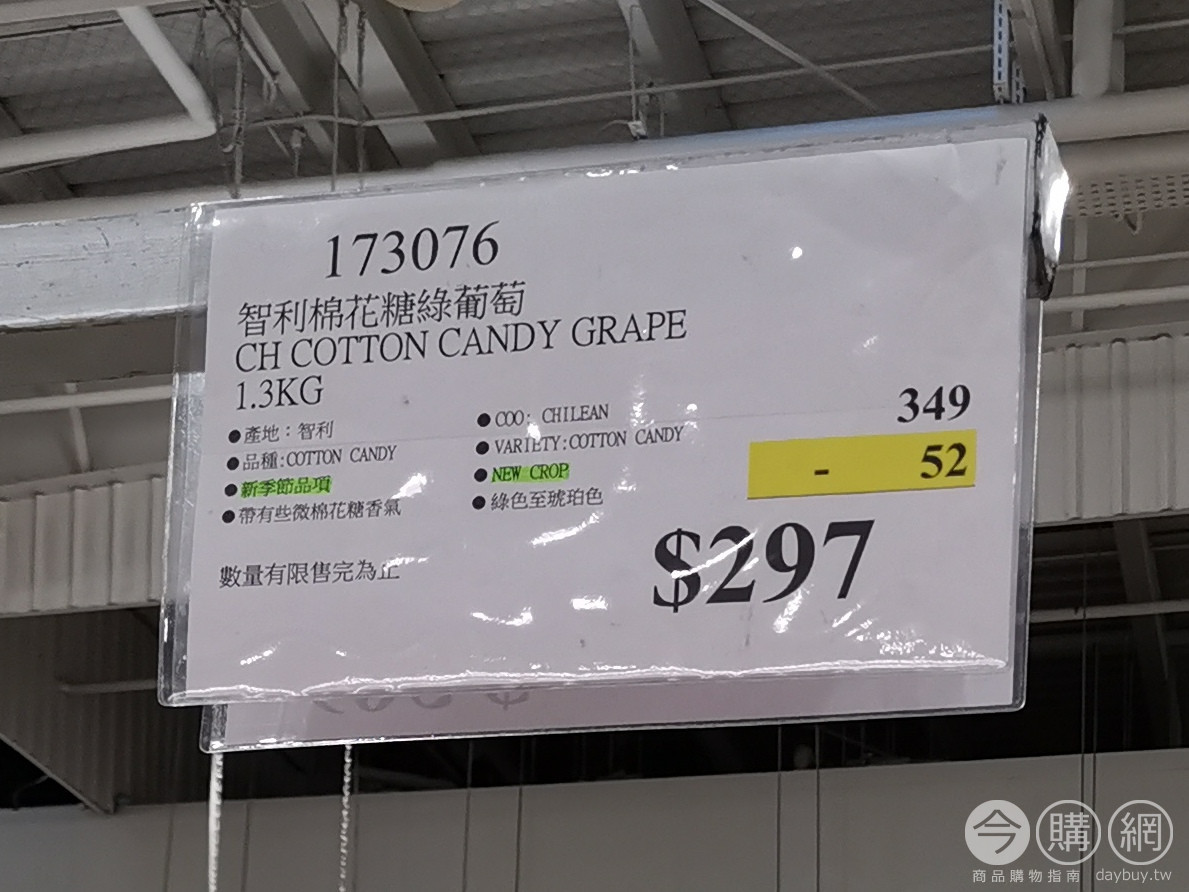 173076
智利棉花糖綠葡萄
CH COTTON CANDY GRAPE
1.3KG
●產地：智利
●品種:COTTON CANDY
●新季節品項
●帶有些微棉花糖香氣
●COO: CHILEAN
●VARIETY:COTTON CANDY
●NEW CROP
●綠色至琥珀色
349
- 52
$297
數量有限售完為止
今購網
商品購物指南 | daybuy.tw